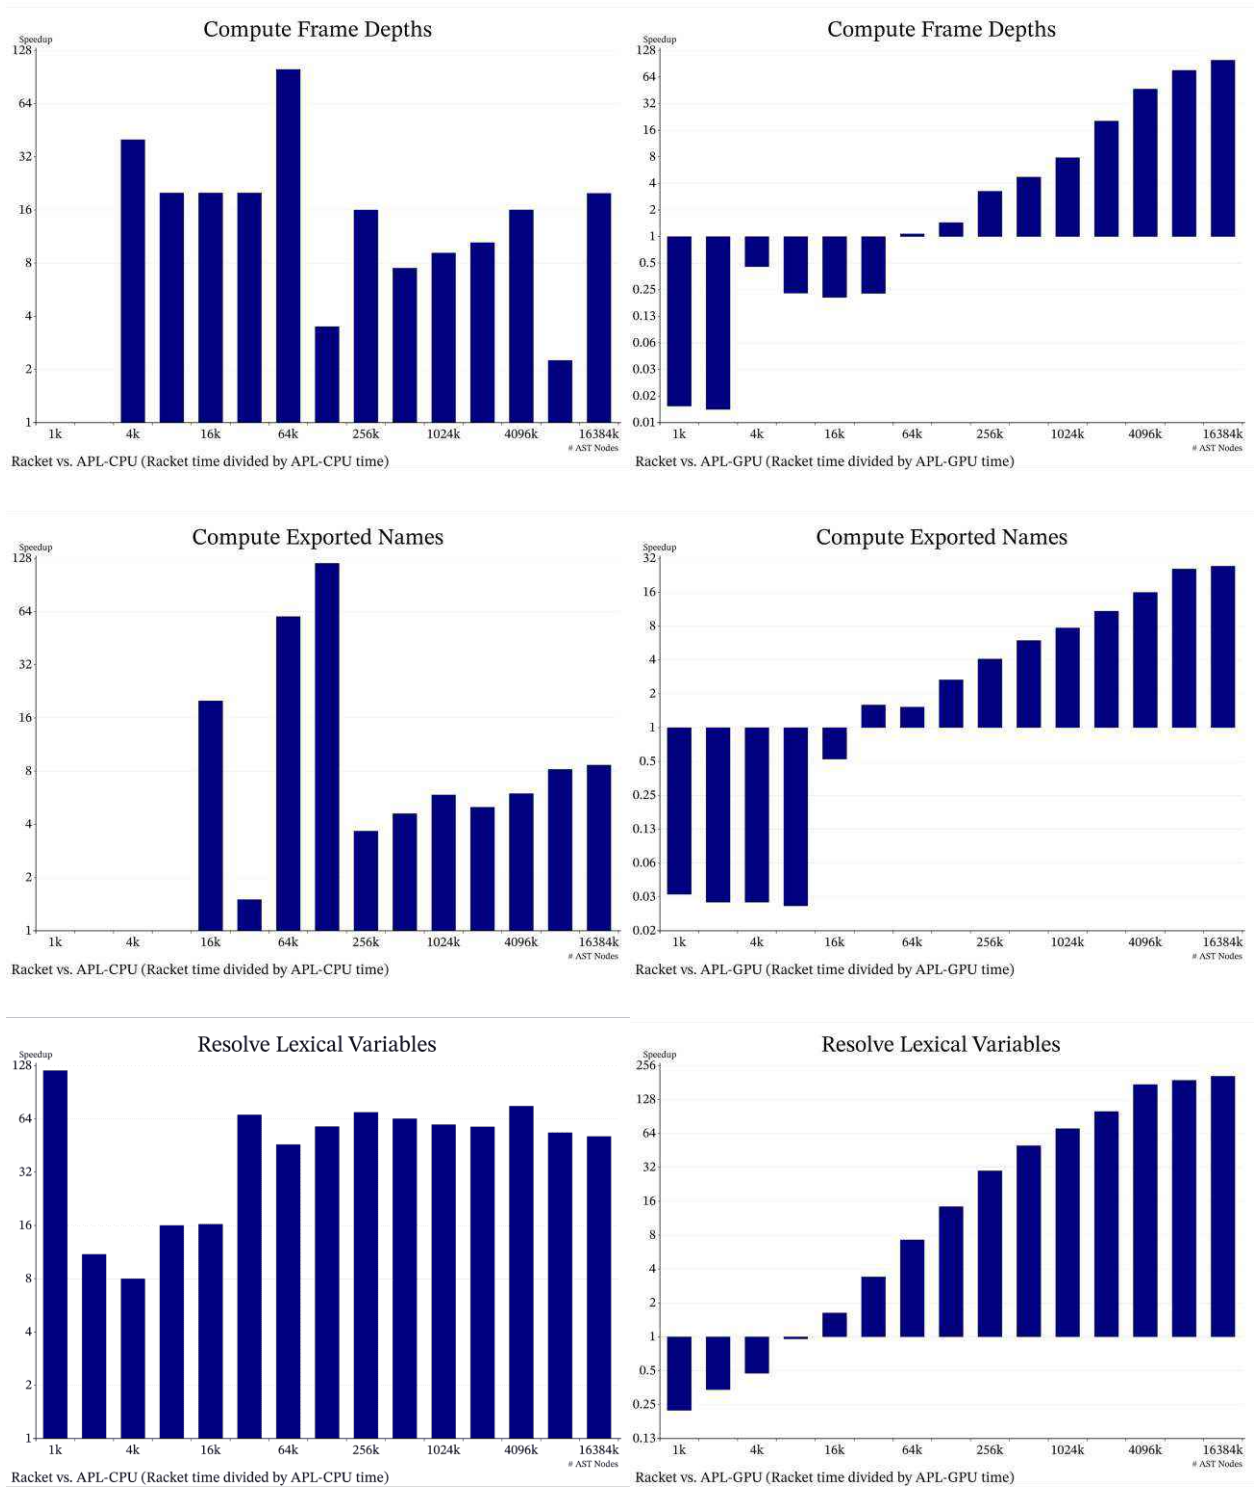 Compute Frame Depths
Speedup
128
64
32
16
8
4
2
1
1k 4k 16k 64k 256k 1024k 4096k 16384k
# AST Nodes
Racket vs. APL-CPU (Racket time divided by APL-CPU time)
Compute Frame Depths
Speedup
128
64
32
16
8
4
2
1
0.5
0.25
0.13
0.06
0.03
0.02
0.01
1k 4k 16k 64k 256k 1024k 4096k 16384k
# AST Nodes
Racket vs. APL-GPU (Racket time divided by APL-GPU time)
Compute Exported Names
Speedup
128
64
32
16
8
4
2
1
1k 4k 16k 64k 256k 1024k 4096k 16384k
# AST Nodes
Racket vs. APL-CPU (Racket time divided by APL-CPU time)
Compute Exported Names
Speedup
32
16
8
4
2
1
0.5
0.25
0.13
0.06
0.03
0.02
1k 4k 16k 64k 256k 1024k 4096k 16384k
# AST Nodes
Racket vs. APL-GPU (Racket time divided by APL-GPU time)
Resolve Lexical Variables
Speedup
128
64
32
16
8
4
2
1
1k 4k 16k 64k 256k 1024k 4096k 16384k
# AST Nodes
Racket vs. APL-CPU (Racket time divided by APL-CPU time)
Resolve Lexical Variables
Speedup
256
128
64
32
16
8
4
2
1
0.5
0.25
0.13
1k 4k 16k 64k 256k 1024k 4096k 16384k
# AST Nodes
Racket vs. APL-GPU (Racket time divided by APL-GPU time)